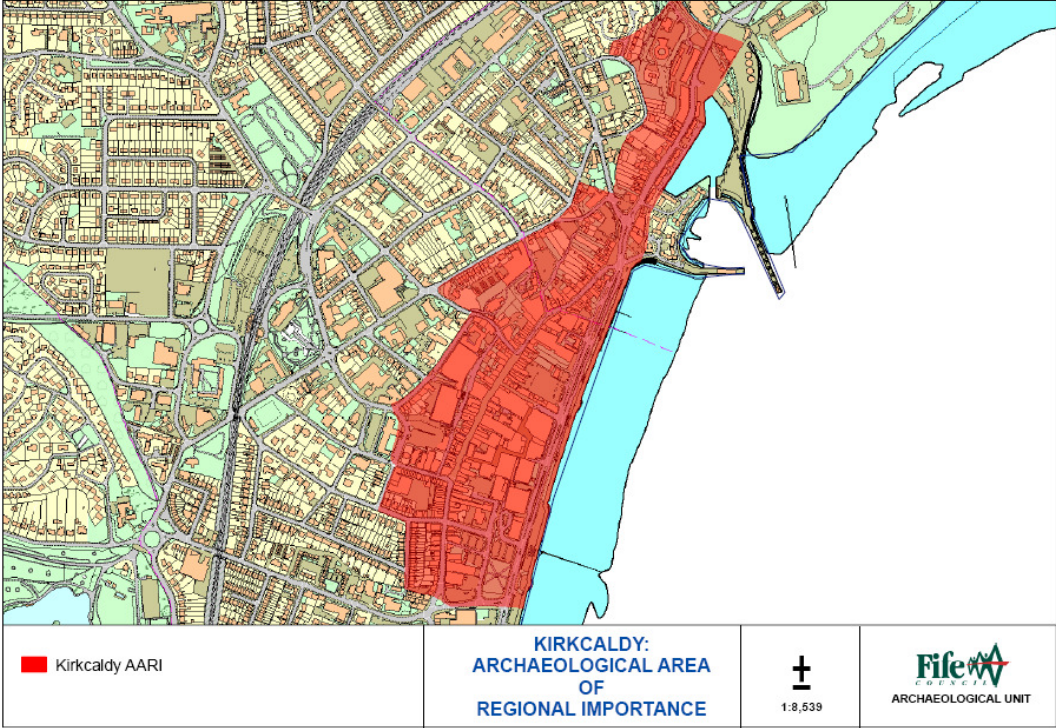 Kirkcaldy AARI
KIRKCALDY:
ARCHAEOLOGICAL AREA
OF
REGIONAL IMPORTANCE
1:8,539
Fife
COUNCIL
ARCHAEOLOGICAL UNIT